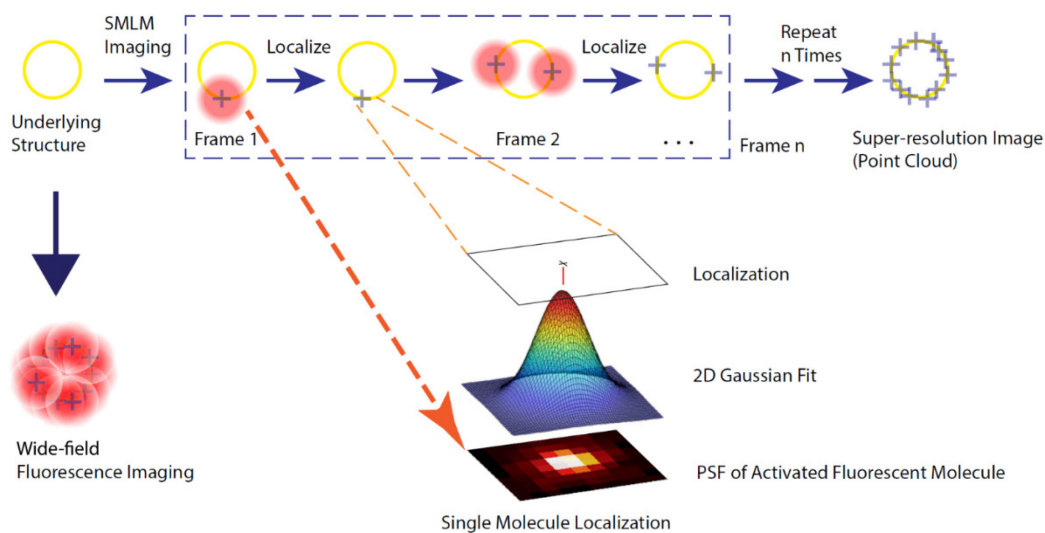 SMLM
Imaging
Localize
Localize
Repeat
n Times
Underlying
Structure
Frame 1
Frame 2
...
Frame n
Super-resolution Image
(Point Cloud)
Localization
x
2D Gaussian Fit
Wide-field
Fluorescence Imaging
PSF of Activated Fluorescent Molecule
Single Molecule Localization